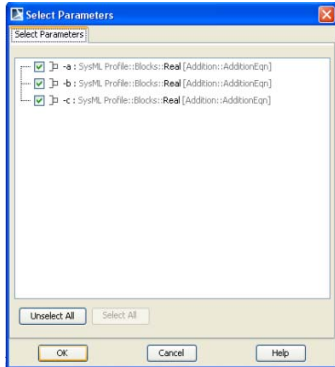 Select Parameters
Select Parameters
-a : SysML Profile::Blocks::Real [Addition::AdditionEqn]
-b : SysML Profile::Blocks::Real [Addition::AdditionEqn]
-c : SysML Profile::Blocks::Real [Addition::AdditionEqn]
Unselect All Select All
OK Cancel Help